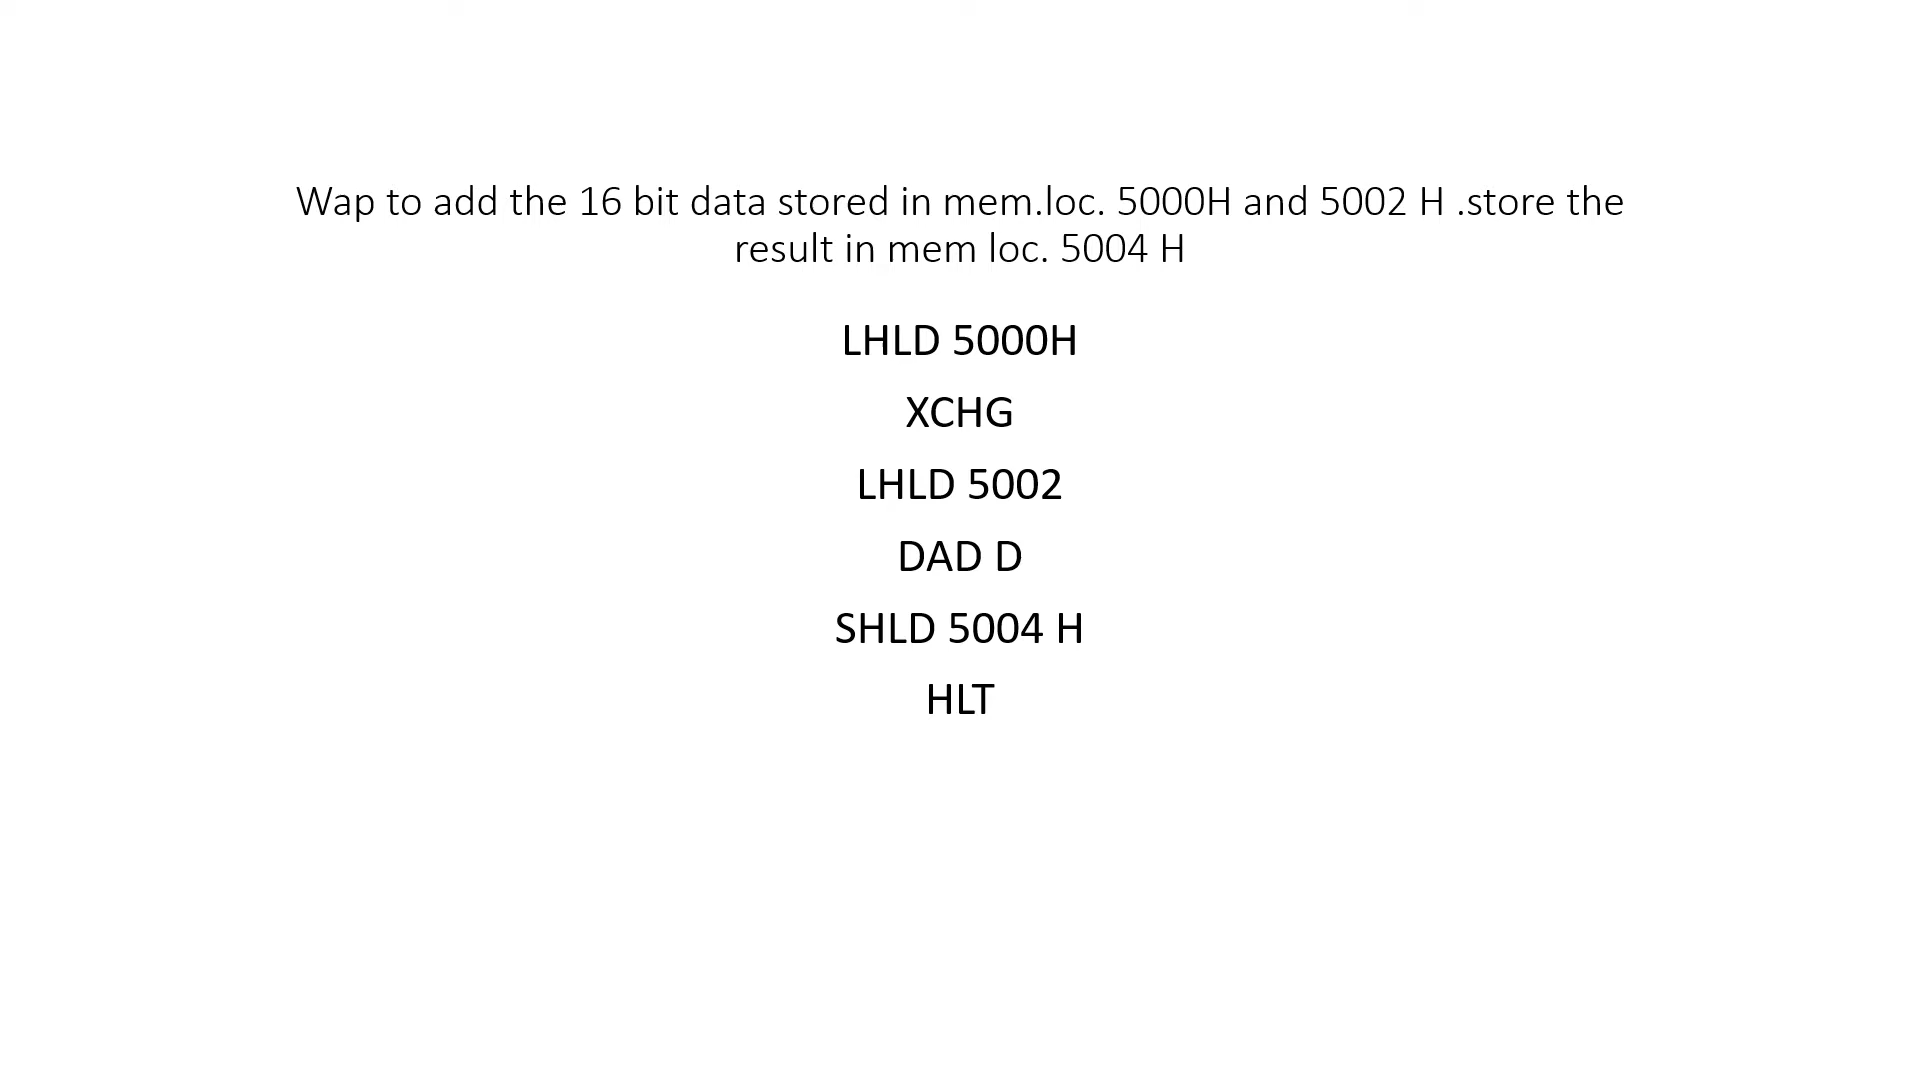 Wap to add the 16 bit data stored in mem.loc. 5000H and 5002 H .store the
result in mem loc. 5004 H
LHLD 5000H
XCHG
LHLD 5002
DAD D
SHLD 5004 H
HLT